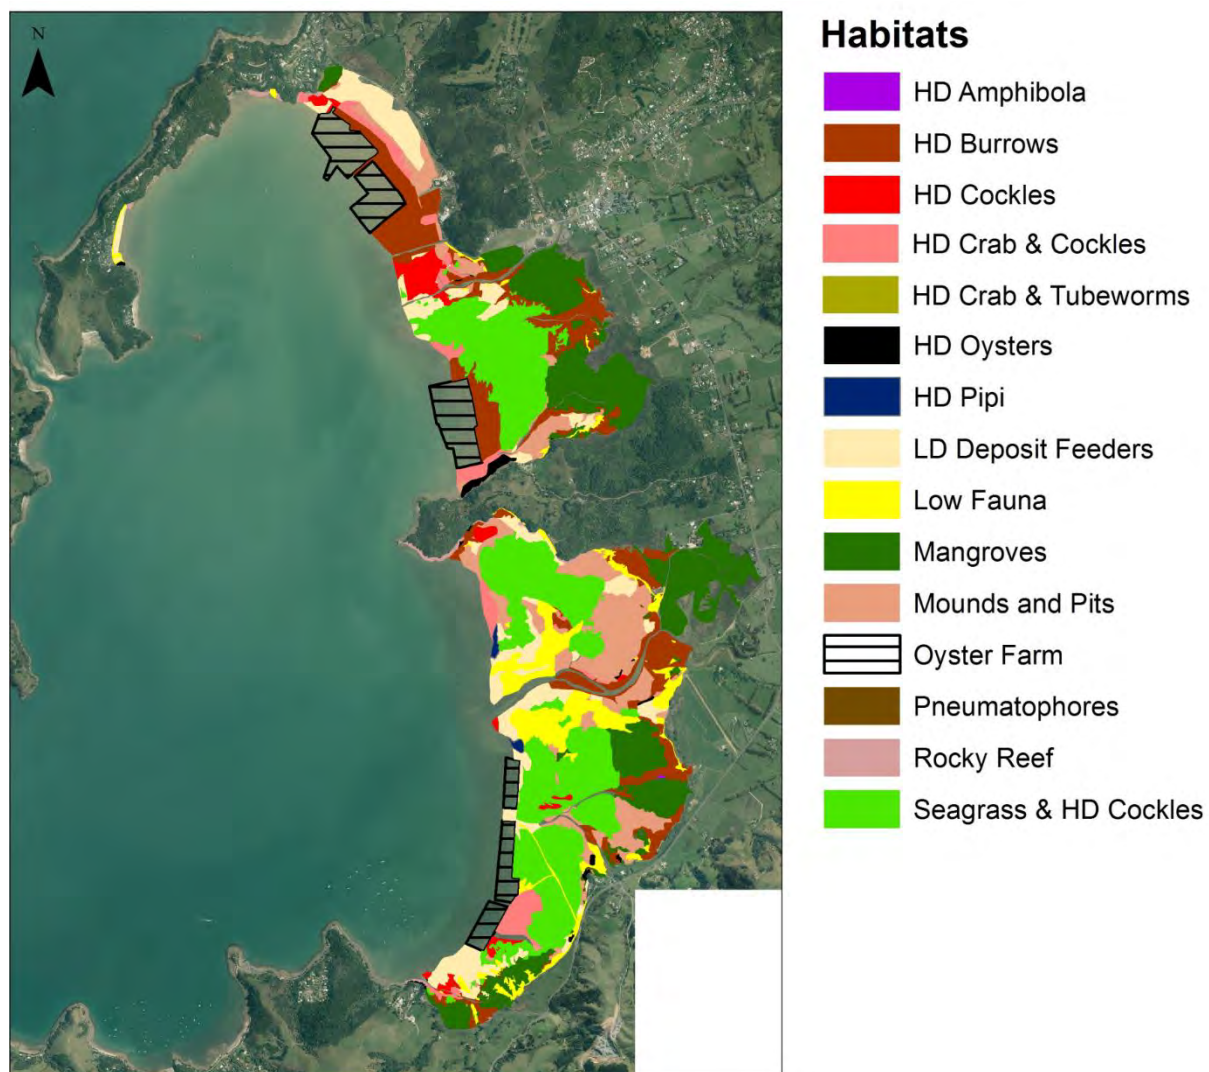 N
Habitats
HD Amphibola
HD Burrows
HD Cockles
HD Crab & Cockles
HD Crab & Tubeworms
HD Oysters
HD Pipi
LD Deposit Feeders
Low Fauna
Mangroves
Mounds and Pits
Oyster Farm
Pneumatophores
Rocky Reef
Seagrass & HD Cockles